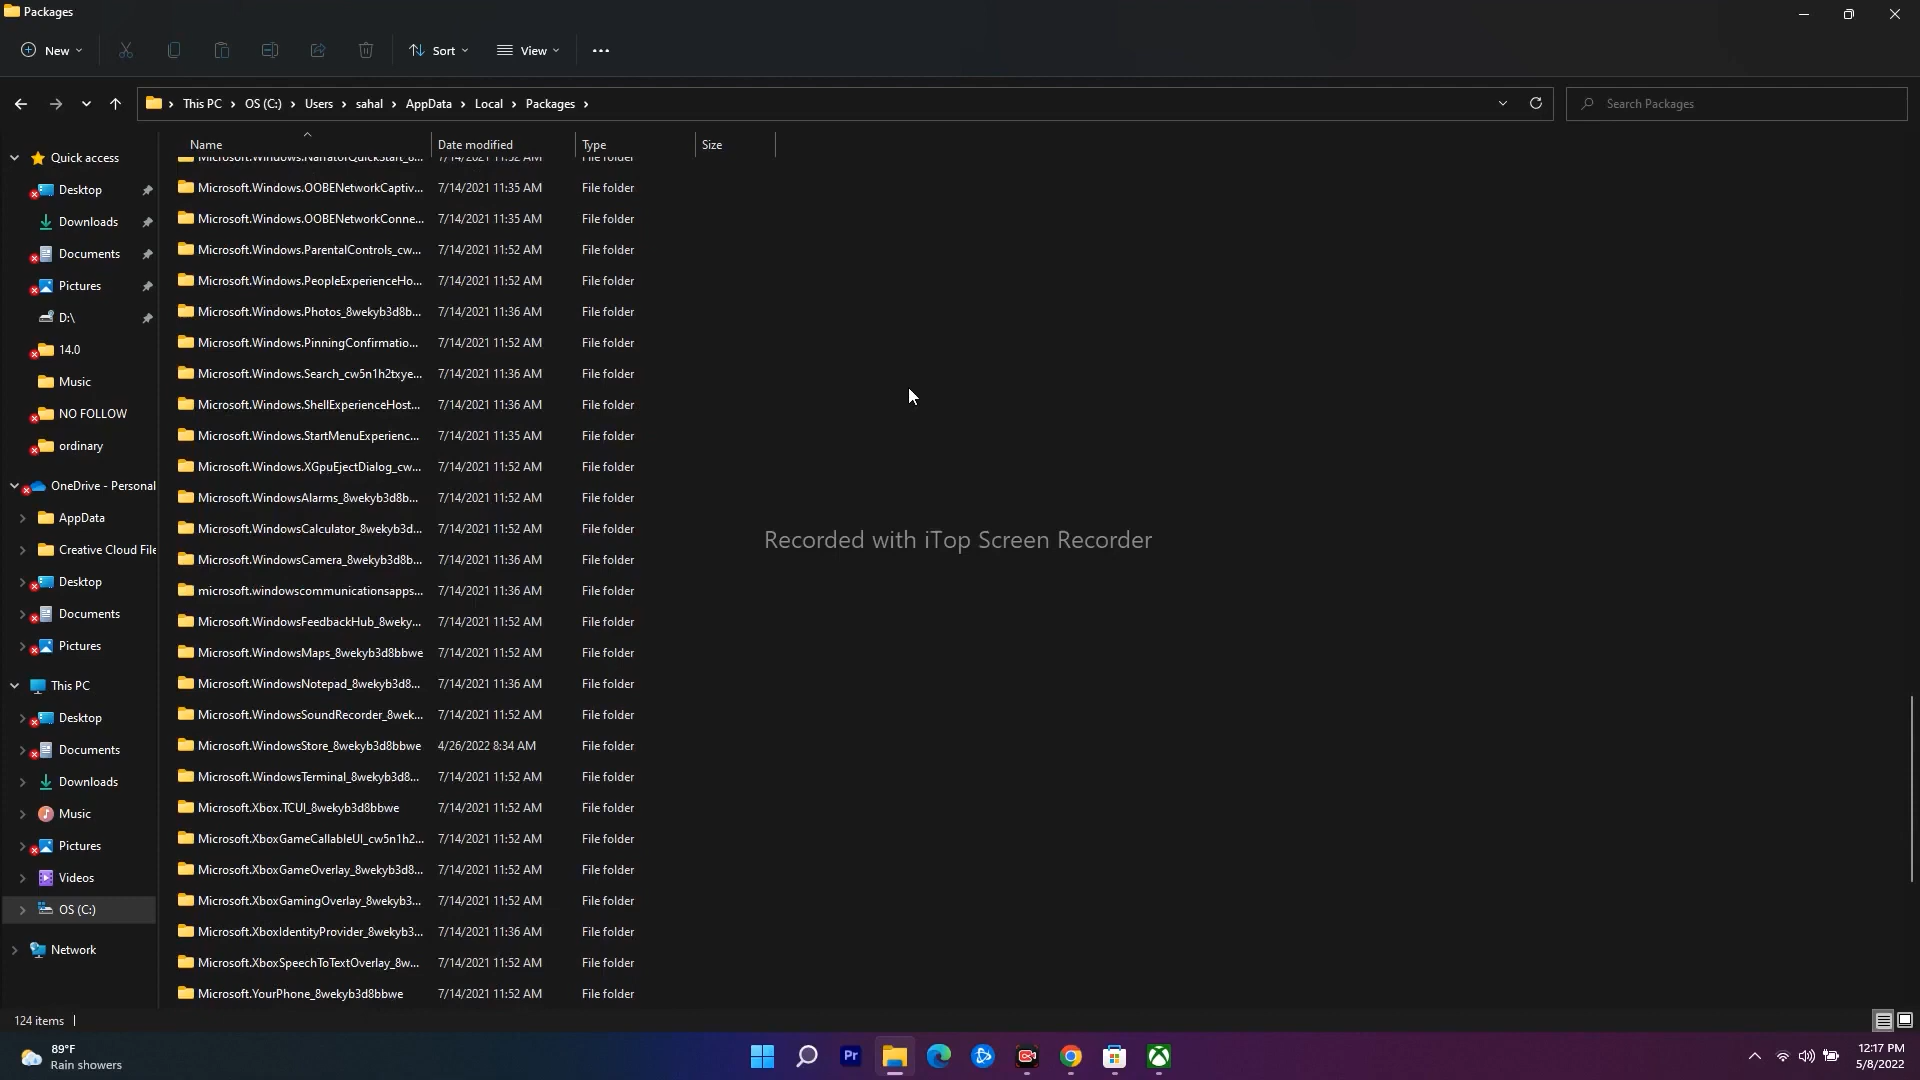 Packages
New
Sort
View
This PC
OS (C:)
Users
sahal
AppData
Local
Packages
Search Packages
Name
Date modified
Type
Size
Quick access
Desktop
Downloads
Documents
Pictures
D:\
14.0
Music
NO FOLLOW
ordinary
OneDrive - Personal
AppData
Creative Cloud File
Desktop
Documents
Pictures
This PC
Desktop
Documents
Downloads
Music
Pictures
Videos
OS (C:)
Network
Microsoft.Windows.NarratorQuickStart_8... 7/14/2021 11:52 AM File folder
Microsoft.Windows.OOBENetworkCaptiv... 7/14/2021 11:35 AM File folder
Microsoft.Windows.OOBENetworkConne... 7/14/2021 11:35 AM File folder
Microsoft.Windows.ParentalControls_cw... 7/14/2021 11:52 AM File folder
Microsoft.Windows.PeopleExperienceHo... 7/14/2021 11:52 AM File folder
Microsoft.Windows.Photos_8wekyb3d8b... 7/14/2021 11:36 AM File folder
Microsoft.Windows.PinningConfirmatio... 7/14/2021 11:52 AM File folder
Microsoft.Windows.Search_cw5n1h2txye... 7/14/2021 11:36 AM File folder
Microsoft.Windows.ShellExperienceHost... 7/14/2021 11:36 AM File folder
Microsoft.Windows.StartMenuExperienc... 7/14/2021 11:35 AM File folder
Microsoft.Windows.XGpuEjectDialog_cw... 7/14/2021 11:52 AM File folder
Microsoft.WindowsAlarms_8wekyb3d8b... 7/14/2021 11:52 AM File folder
Microsoft.WindowsCalculator_8wekyb3d... 7/14/2021 11:52 AM File folder
Microsoft.WindowsCamera_8wekyb3d8b... 7/14/2021 11:36 AM File folder
microsoft.windowscommunicationsapps... 7/14/2021 11:36 AM File folder
Microsoft.WindowsFeedbackHub_8weky... 7/14/2021 11:52 AM File folder
Microsoft.WindowsMaps_8wekyb3d8bbwe 7/14/2021 11:52 AM File folder
Microsoft.WindowsNotepad_8wekyb3d8... 7/14/2021 11:36 AM File folder
Microsoft.WindowsSoundRecorder_8wek... 7/14/2021 11:52 AM File folder
Microsoft.WindowsStore_8wekyb3d8bbwe 4/26/2022 8:34 AM File folder
Microsoft.WindowsTerminal_8wekyb3d8... 7/14/2021 11:52 AM File folder
Microsoft.Xbox.TCUI_8wekyb3d8bbwe 7/14/2021 11:52 AM File folder
Microsoft.XboxGameCallableUI_cw5n1h2... 7/14/2021 11:52 AM File folder
Microsoft.XboxGameOverlay_8wekyb3d8... 7/14/2021 11:52 AM File folder
Microsoft.XboxGamingOverlay_8wekyb3... 7/14/2021 11:52 AM File folder
Microsoft.XboxIdentityProvider_8wekyb3... 7/14/2021 11:36 AM File folder
Microsoft.XboxSpeechToTextOverlay_8w... 7/14/2021 11:52 AM File folder
Microsoft.YourPhone_8wekyb3d8bbwe 7/14/2021 11:52 AM File folder
Recorded with iTop Screen Recorder
124 items
89°F
Rain showers
Pr
12:17 PM
5/8/2022